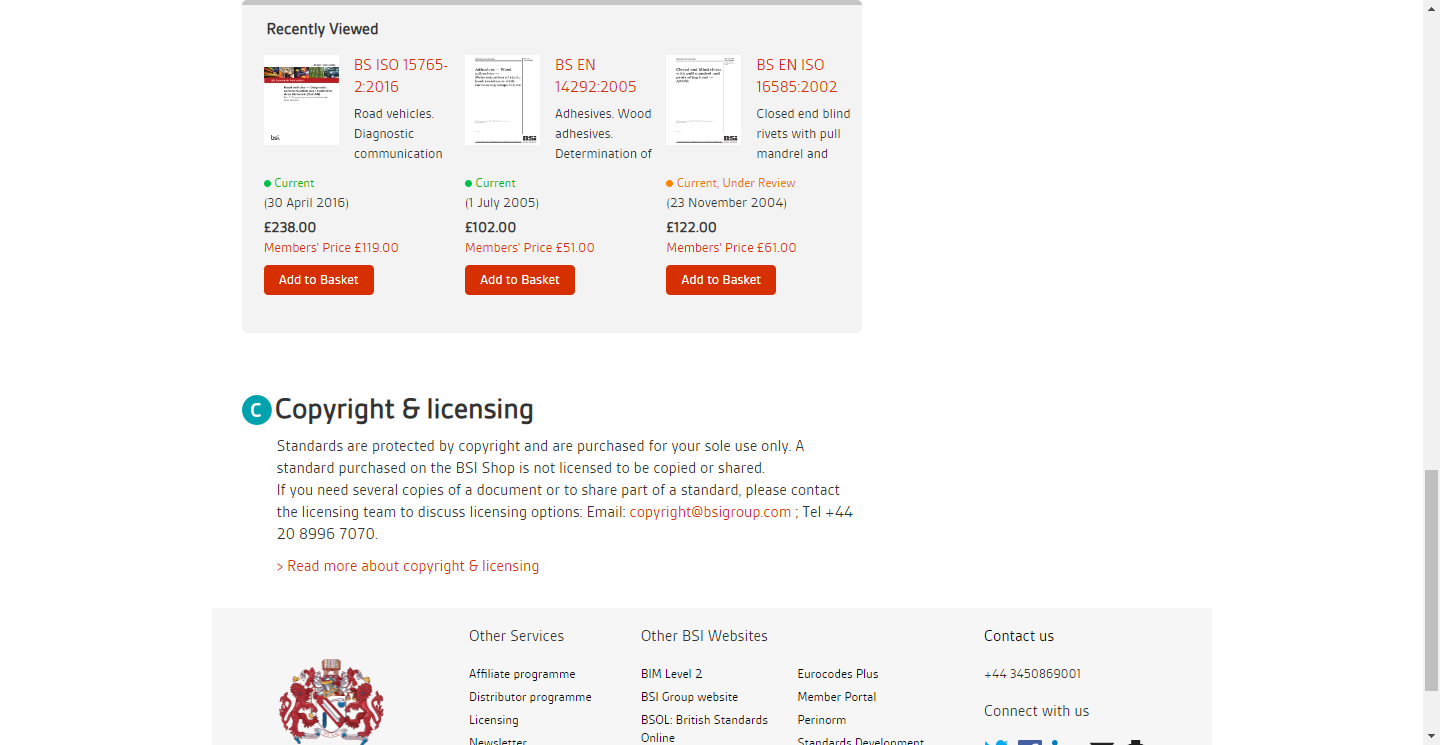 Recently Viewed
BS ISO 15765-
2:2016
Road vehicles.
Diagnostic
communication
Current
(30 April 2016)
£238.00
Members' Price £119.00
Add to Basket
BS EN
14292:2005
Adhesives. Wood
adhesives.
Determination of
Current
(1 July 2005)
£102.00
Members' Price £51.00
Add to Basket
BS EN ISO
16585:2002
Closed end blind
rivets with pull
mandrel and
Current, Under Review
(23 November 2004)
£122.00
Members' Price £61.00
Add to Basket
bsi.
BSi
BSi
C Copyright & licensing
Standards are protected by copyright and are purchased for your sole use only. A
standard purchased on the BSI Shop is not licensed to be copied or shared.
If you need several copies of a document or to share part of a standard, please contact
the licensing team to discuss licensing options: Email: copyright@bsigroup.com ; Tel +44
20 8996 7070.
> Read more about copyright & licensing
Other Services
Affiliate programme
Distributor programme
Licensing
Newsletter
Other BSI Websites
BIM Level 2
BSI Group website
BSOL: British Standards
Online
Eurocodes Plus
Member Portal
Perinorm
Standards Development
Contact us
+44 3450869001
Connect with us